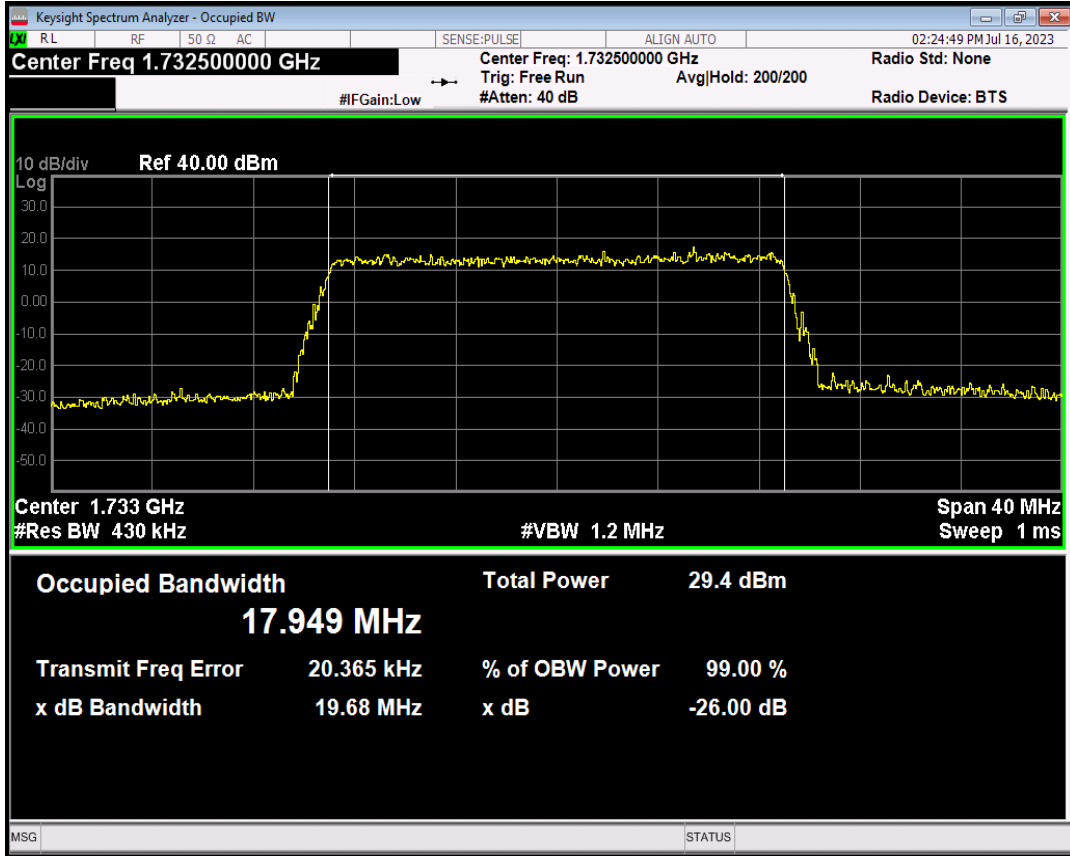 Keysight Spectrum Analyzer - Occupied BW
LXI RL RF 50 Ω AC SENSE:PULSE ALIGN AUTO 02:24:49 PM Jul 16, 2023
Center Freq 1.732500000 GHz
Center Freq: 1.732500000 GHz
Radio Std: None
Trig: Free Run Avg|Hold: 200/200
#IFGain:Low #Atten: 40 dB Radio Device: BTS
10 dB/div Ref 40.00 dBm
Log
30.0
20.0
10.0
0.00
-10.0
-20.0
-30.0
-40.0
-50.0
Center 1.733 GHz Span 40 MHz
#Res BW 430 kHz #VBW 1.2 MHz Sweep 1 ms
Occupied Bandwidth Total Power 29.4 dBm
17.949 MHz
Transmit Freq Error 20.365 kHz % of OBW Power 99.00 %
x dB Bandwidth 19.68 MHz x dB -26.00 dB
MSG STATUS